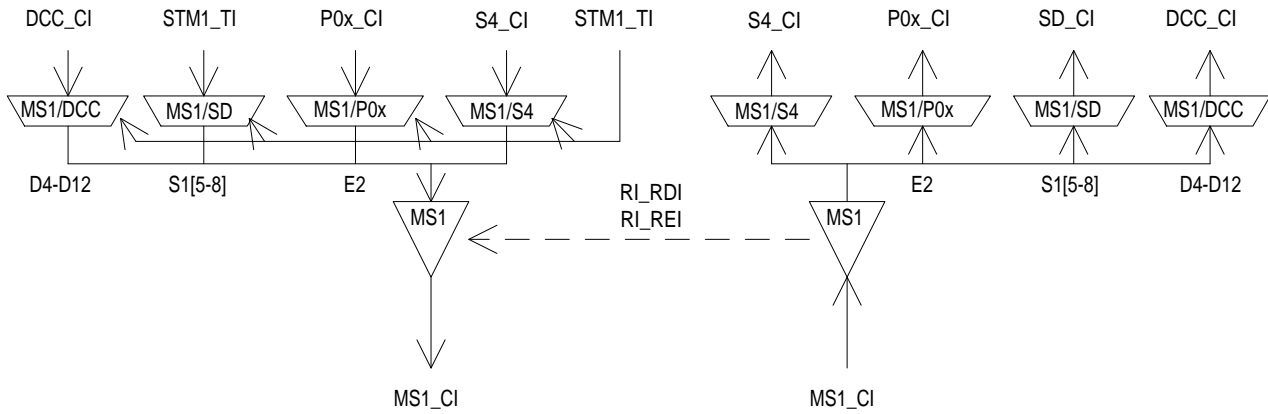 DCC_CI STM1_TI P0x_CI S4_CI STM1_TI S4_CI P0x_CI SD_CI DCC_CI
MS1/DCC MS1/SD MS1/P0x MS1/S4 MS1/S4 MS1/P0x MS1/SD MS1/DCC
D4-D12 S1[5-8] E2 E2 S1[5-8] D4-D12
RI_RDI
RI_REI
MS1 MS1
MS1_CI MS1_CI